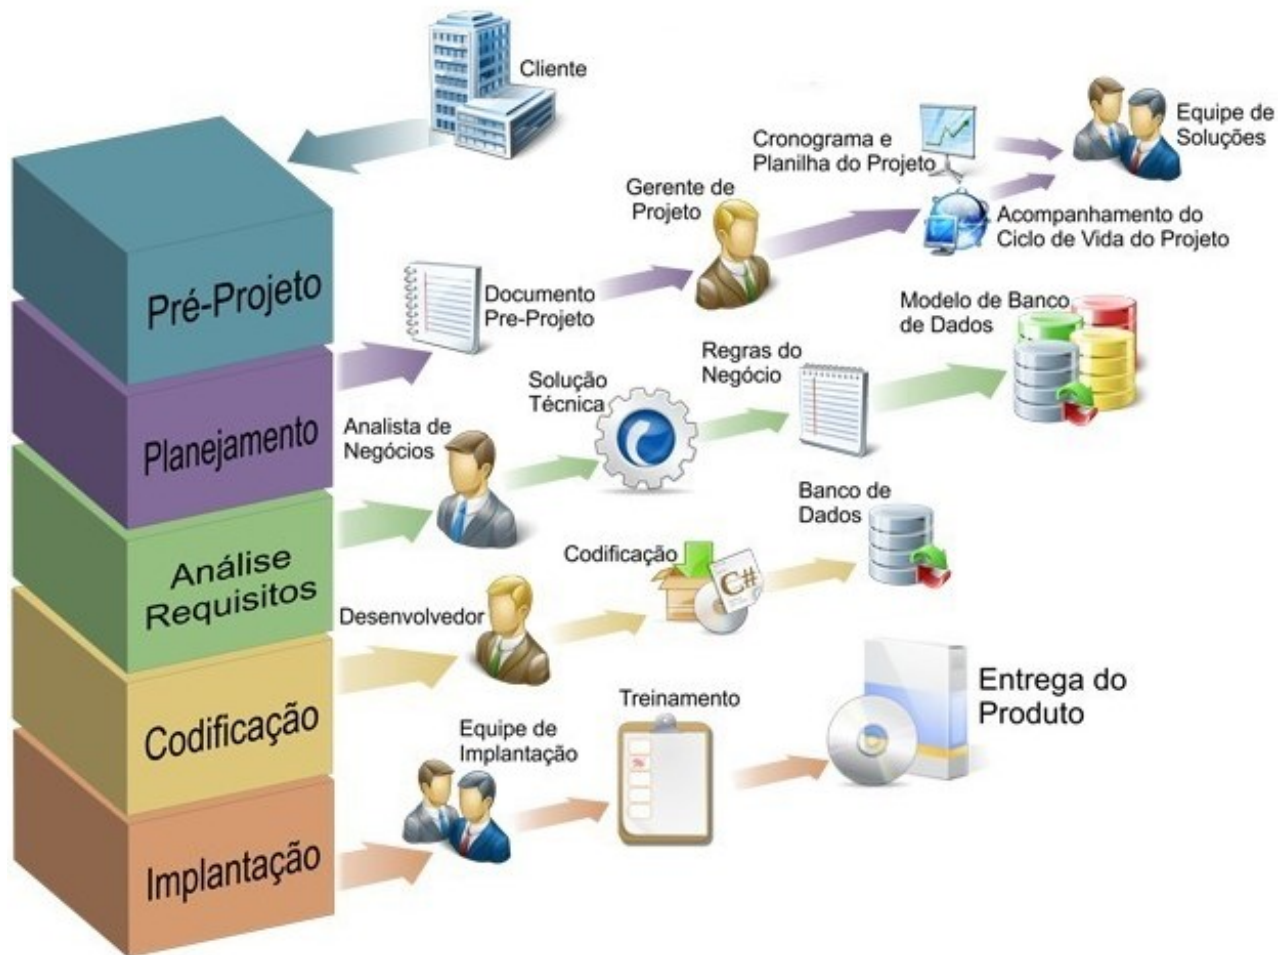 Cliente
Cronograma e
Planilha do Projeto
Equipe de
Soluções
Gerente de
Projeto
Acompanhamento do
Ciclo de Vida do Projeto
Pré-Projeto
Documento
Pre-Projeto
Modelo de Banco
de Dados
Regras do
Negócio
Solução
Técnica
Planejamento
Analista de
Negócios
Banco de
Dados
Análise
Requisitos
Codificação
C#
Desenvolvedor
Codificação
Treinamento
Entrega do
Produto
Equipe de
Implantação
Implantação